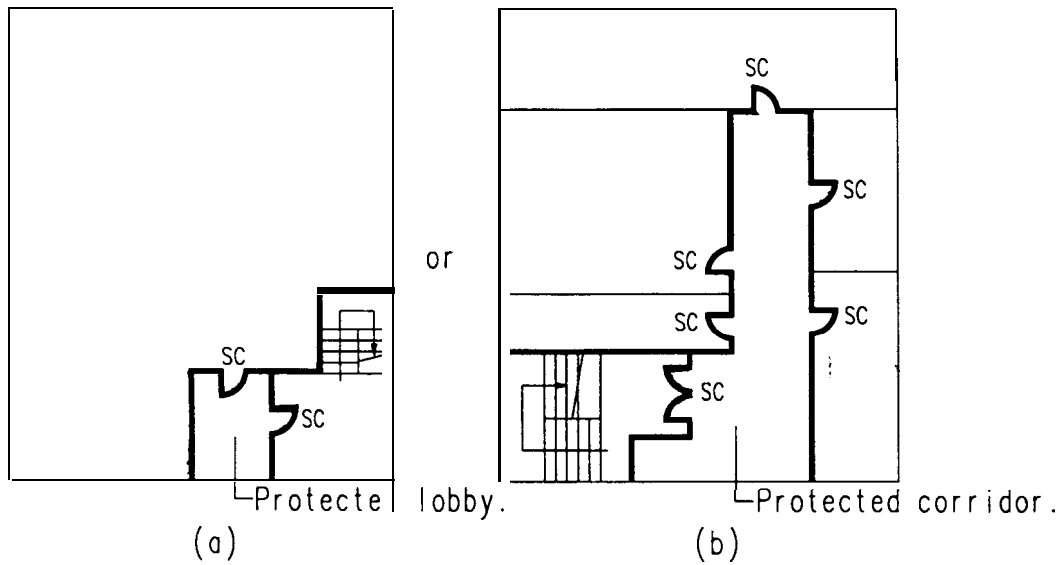 SC
SC
SC
or
SC
SC
SC
SC
SC
Protecte lobby.
Protected corridor.
(a)
(b)